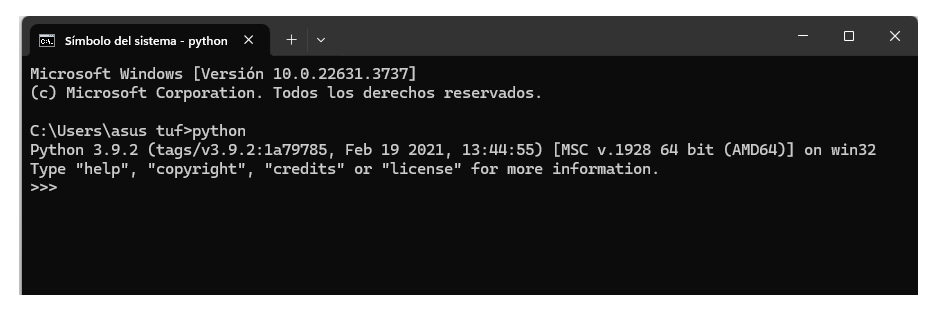 Símbolo del sistema - python
Microsoft Windows [Versión 10.0.22631.3737]
(c) Microsoft Corporation. Todos los derechos reservados.
C:\Users\asus tuf>python
Python 3.9.2 (tags/v3.9.2:1a79785, Feb 19 2021, 13:44:55) [MSC v.1928 64 bit (AMD64)] on win32
Type "help", "copyright", "credits" or "license" for more information.
>>>